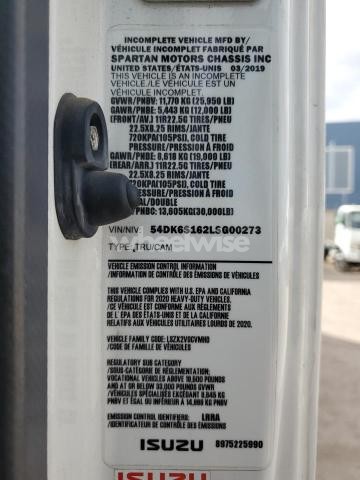 INCOMPLETE VEHICLE MFD BY/
VÉHICULE INCOMPLET FABRIQUÉ PAR
SPARTAN MOTORS CHASSIS INC
UNITED STATES/ÉTATS-UNIS 03/2019
THIS VEHICLE IS AN INCOMPLETE VEHICLE
CE VÉHICULE EST UN VÉHICULE INCOMPLET
GVWR/PNBV: 11,770 KG (25,950 LB)
GAWR/PNBE: 5,443 KG (12,000 LB)
(FRONT/AV.) 11R22.5G TIRES/PNEU
22.5X8.25 RIMS/JANTE
720KPA(105PSI), COLD TIRE
PRESSURE/PRESSION À FROID
GAWR/PNBE: 8,618 KG (19,000 LB)
(REAR/ARR.) 11R22.5G TIRES/PNEU
22.5X8.25 RIMS/JANTE
720KPA(105PSI), COLD TIRE
PRESSURE/PRESSION À FROID
DUAL/DOUBLE
/PNBC: 13,605KG(30,000LB)
VIN/NIV: 54DK6S162LSG00273
TYPE: TRU/CAM
wheelwise
VEHICLE EMISSION CONTROL INFORMATION
/INFORMATION DE CONTRÔLE DES ÉMISSIONS DE VÉHICULES
THIS VEHICLE COMPLIES WITH U.S. EPA AND CALIFORNIA
REGULATIONS FOR 2020 HEAVY-DUTY VEHICLES.
/CE VÉHICULE EST CONFORME AUX RÈGLEMENTS
DE L'EPA DES ÉTATS-UNIS ET DE CALIFORNIE
AUX VÉHICULES UTILITAIRES LOURDS DE 2020.
VEHICLE FAMILY CODE: LSZX2VOCVMHD
/CODE DE FAMILLE DE VÉHICULES
REGULATORY SUB CATEGORY
/SOUS-CATÉGORIE DE RÈGLEMENT
VOCATIONAL VEHICLES ABOVE 19,500 POUNDS
AND AT OR BELOW 33,000 POUNDS GVWR
/VÉHICULES SPÉCIALISÉS EXCÉDANT 8,845 KG
PNBV ET ÉGAL OU INFÉRIEUR À 14,969 KG PNBV
EMISSION CONTROL IDENTIFIERS: LRRA
/IDENTIFICATEUR DE CONTRÔLE DES ÉMISSIONS
ISUZU 8975225990
ISUZU